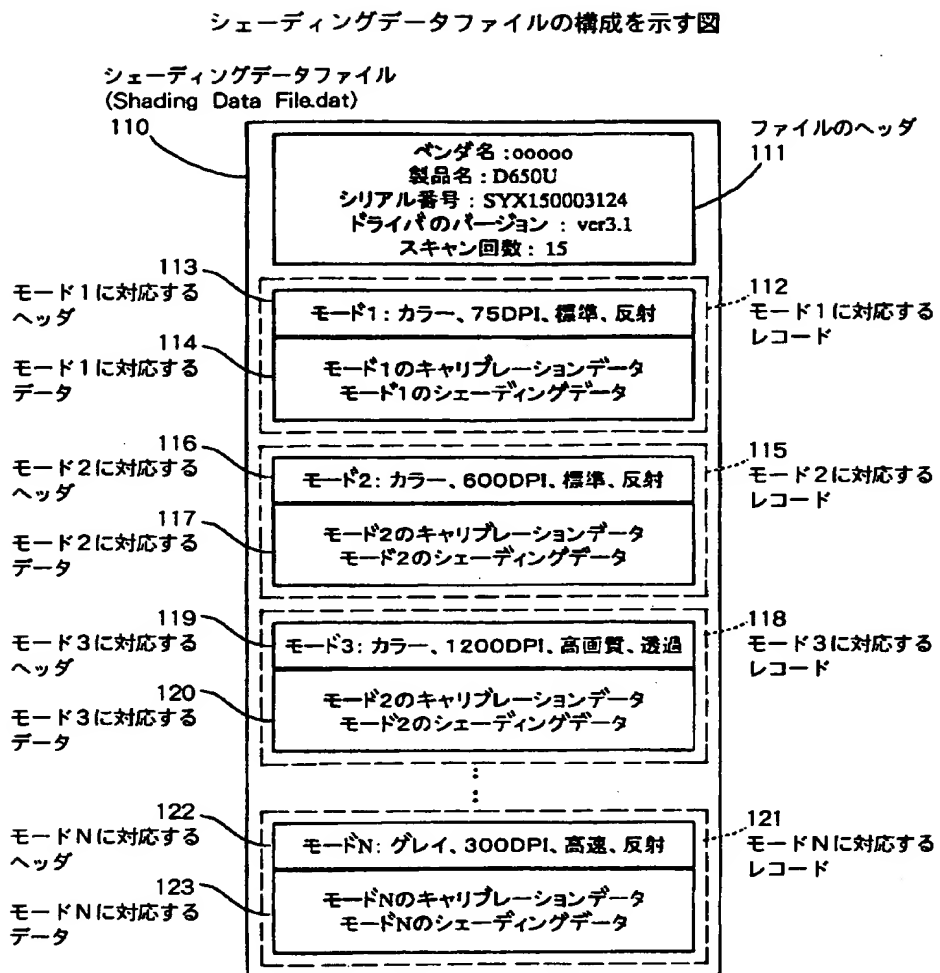 シェーディングデータファイルの構成を示す図
シェーディングデータファイル
(Shading Data File.dat)
110
ファイルのヘッダ
111
ベンダ名:ooooo
製品名:D650U
シリアル番号:SYX150003124
ドライバのバージョン : ver3.1
スキャン回数:15
113
モード1に対応する
ヘッダ
モード1:カラー、75DPI、標準、反射
112
モード1に対応する
レコード
114
モード1に対応する
データ
モード1のキャリブレーションデータ
モード1のシェーディングデータ
116
モード2に対応する
ヘッダ
モード2:カラー、600DPI、標準、反射
115
モード2に対応する
レコード
117
モード2に対応する
データ
モード2のキャリブレーションデータ
モード2のシェーディングデータ
119
モード3に対応する
ヘッダ
モード3:カラー、1200DPI、高画質、透過
118
モード3に対応する
レコード
120
モード3に対応する
データ
モード2のキャリブレーションデータ
モード2のシェーディングデータ
122
モードNに対応する
ヘッダ
モードN:グレイ、300DPI、高速、反射
121
モードNに対応する
レコード
123
モードNに対応する
データ
モードNのキャリブレーションデータ
モードNのシェーディングデータ